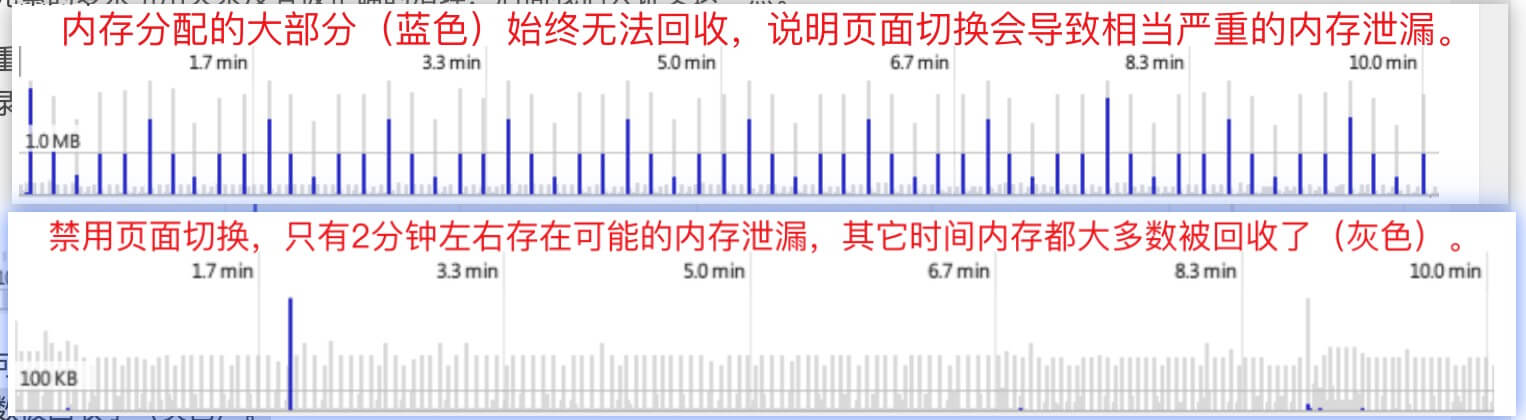 内存分配的大部分（蓝色）始终无法回收，说明页面切换会导致相当严重的内存泄漏。
1.7 min 3.3 min 5.0 min 6.7 min 8.3 min 10.0 min
1.0 MB
禁用页面切换，只有2分钟左右存在可能的内存泄漏，其它时间内存都大多数被回收了（灰色）。
1.7 min 3.3 min 5.0 min 6.7 min 8.3 min 10.0 min
100 KB